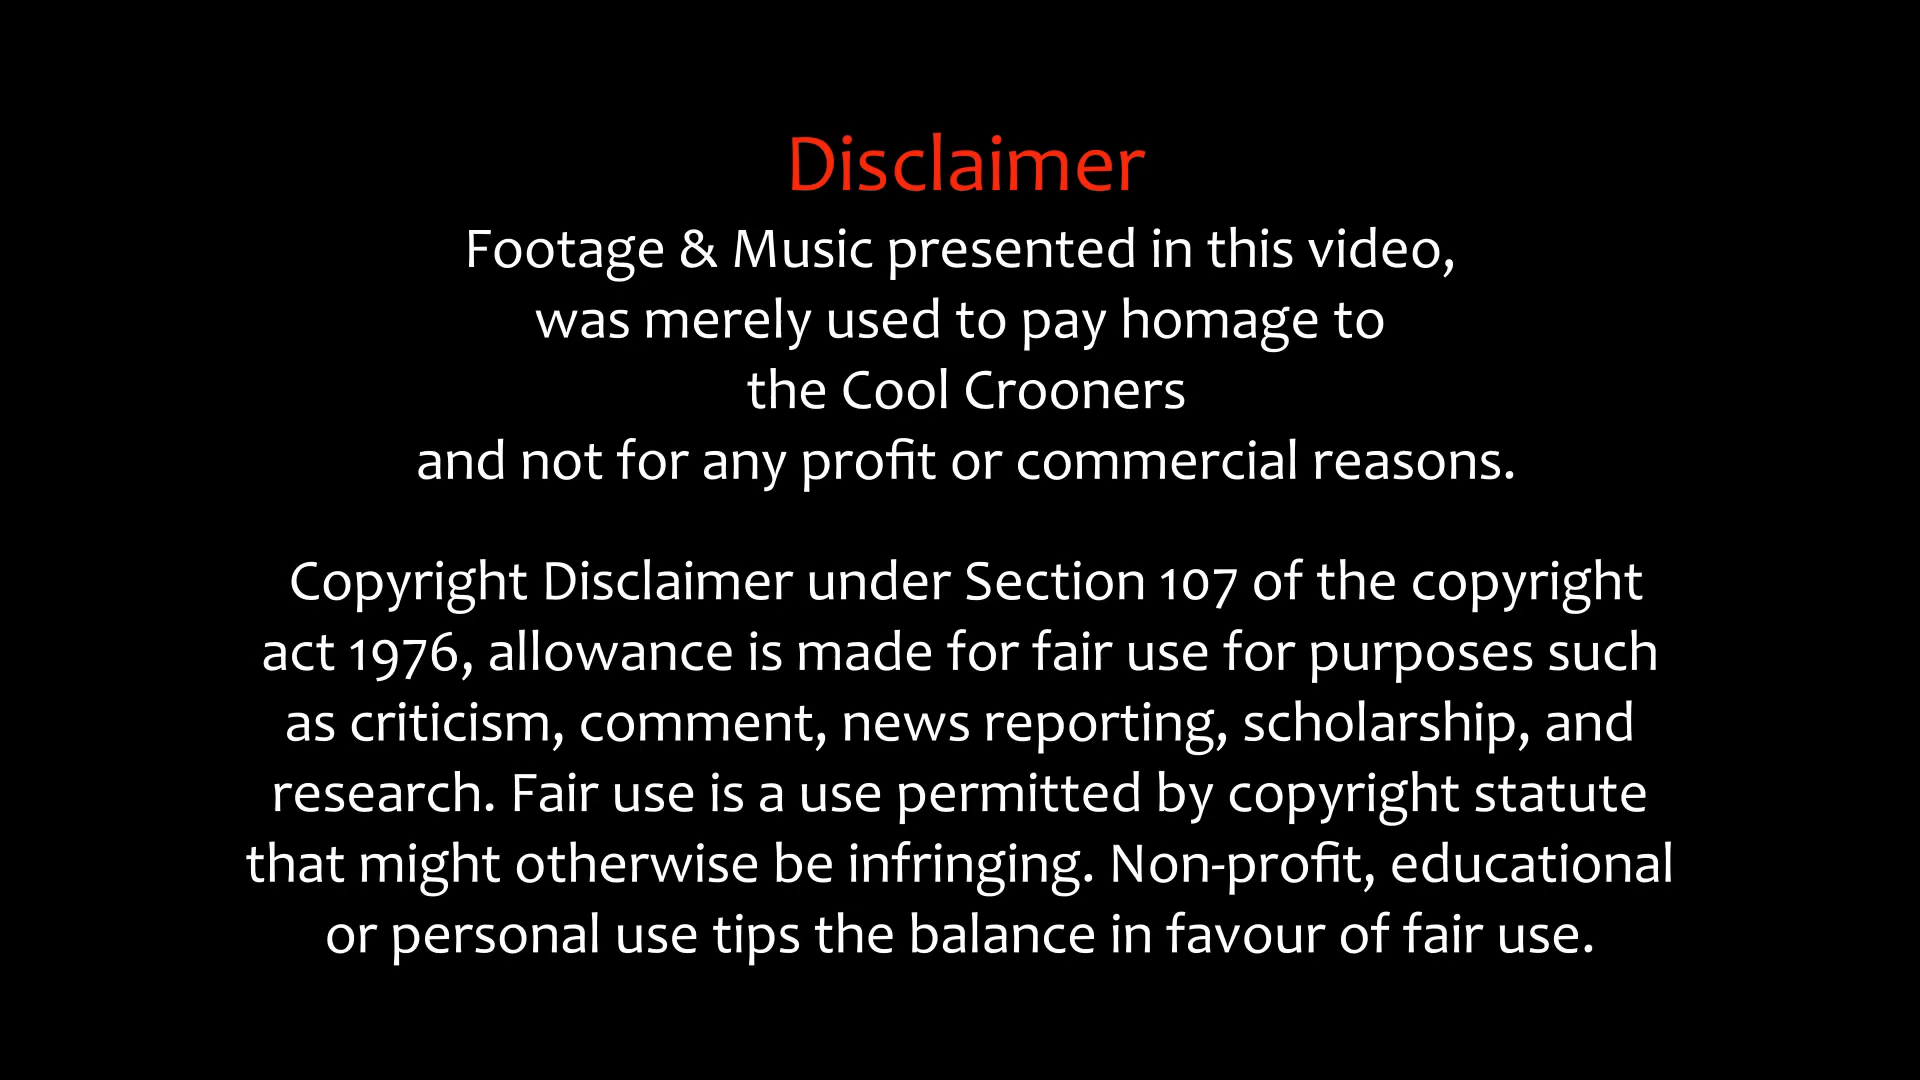 Disclaimer
Footage & Music presented in this video,
was merely used to pay homage to
the Cool Crooners
and not for any profit or commercial reasons.
Copyright Disclaimer under Section 107 of the copyright
act 1976, allowance is made for fair use for purposes such
as criticism, comment, news reporting, scholarship, and
research. Fair use is a use permitted by copyright statute
that might otherwise be infringing. Non-profit, educational
or personal use tips the balance in favour of fair use.